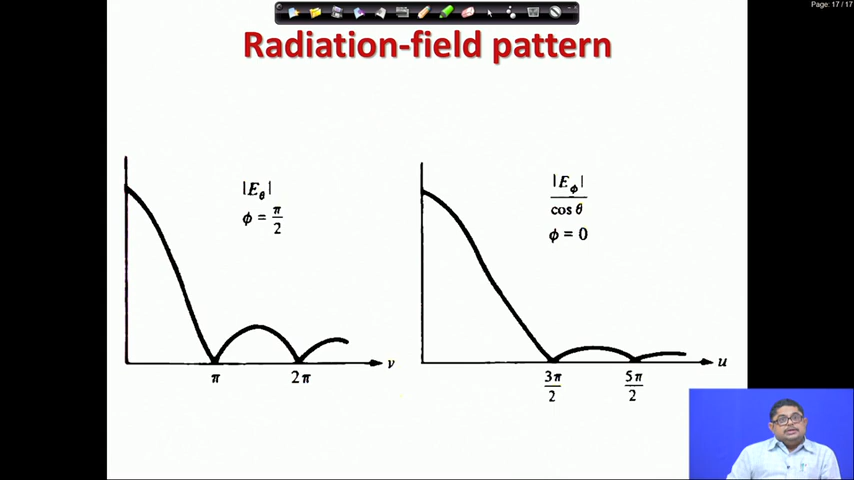 Page: 17 / 17
Radiation-field pattern
|E_θ|
ϕ = π/2
π
2π
ν
|E_ϕ|
cos θ
ϕ = 0
3π/2
5π/2
u